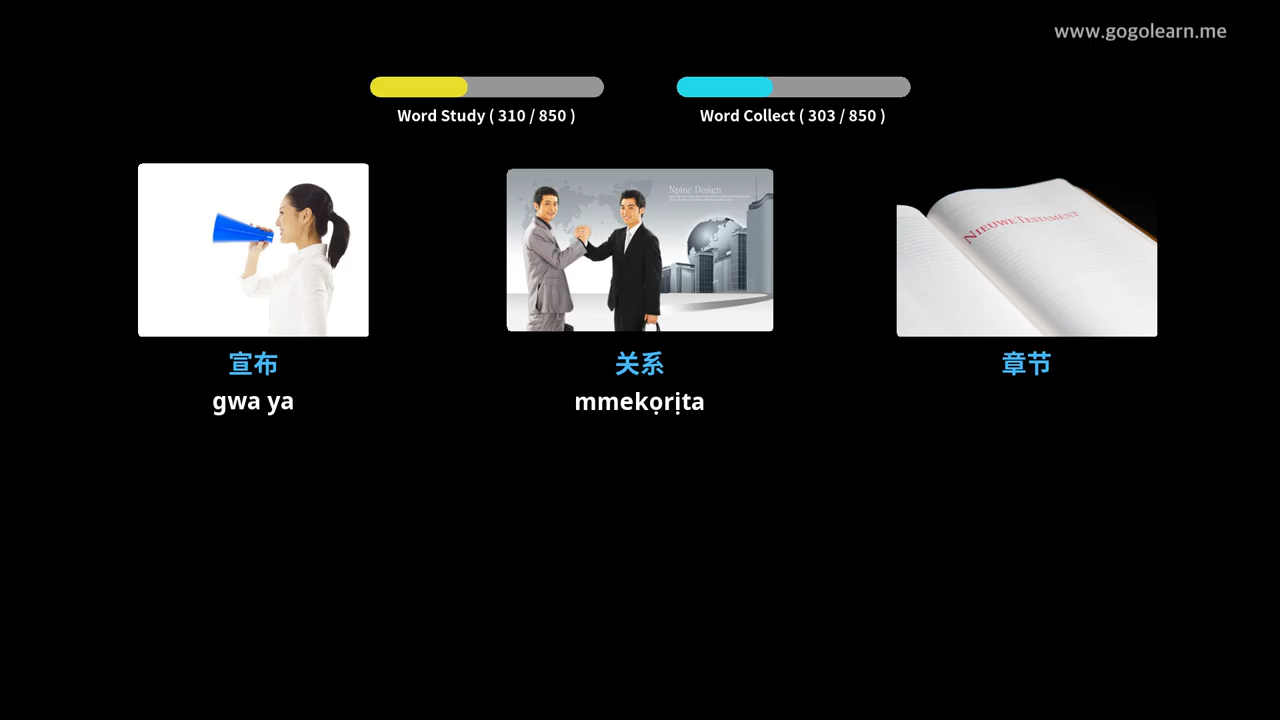 www.gogolearn.me
Word Study ( 310 / 850 )
Word Collect ( 303 / 850 )
Npine Design
NIEUWE TESTAMENT
宣布
关系
章节
gwa ya
mmekọrịta